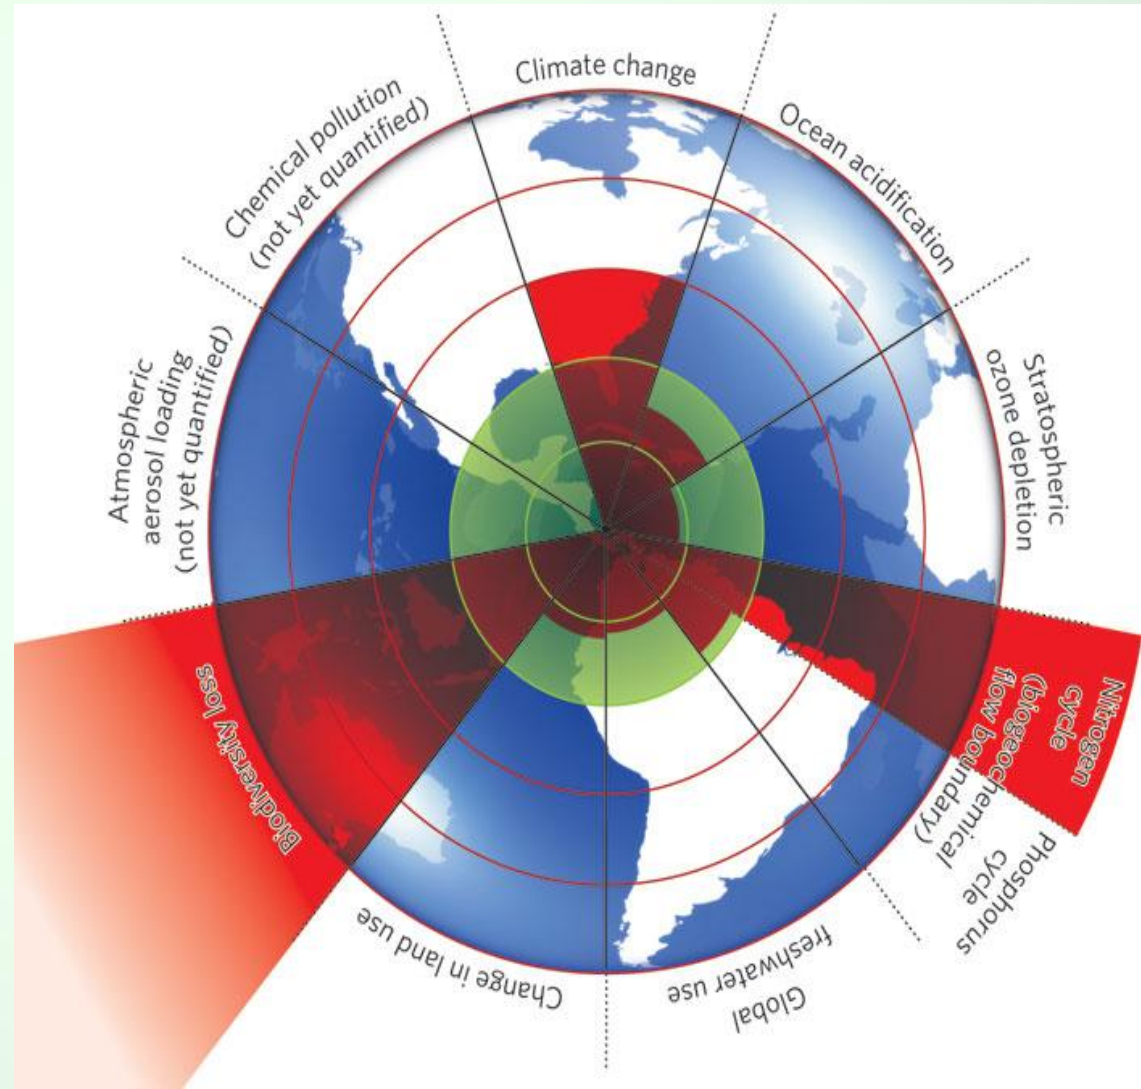 Climate change
Ocean acidification
Stratospheric
ozone depletion
Nitrogen
cycle
(biogeochemical
flow boundary)
Phosphorus
cycle
Global
freshwater use
Change in land use
Biodiversity loss
Atmospheric
aerosol loading
(not yet quantified)
Chemical pollution
(not yet quantified)